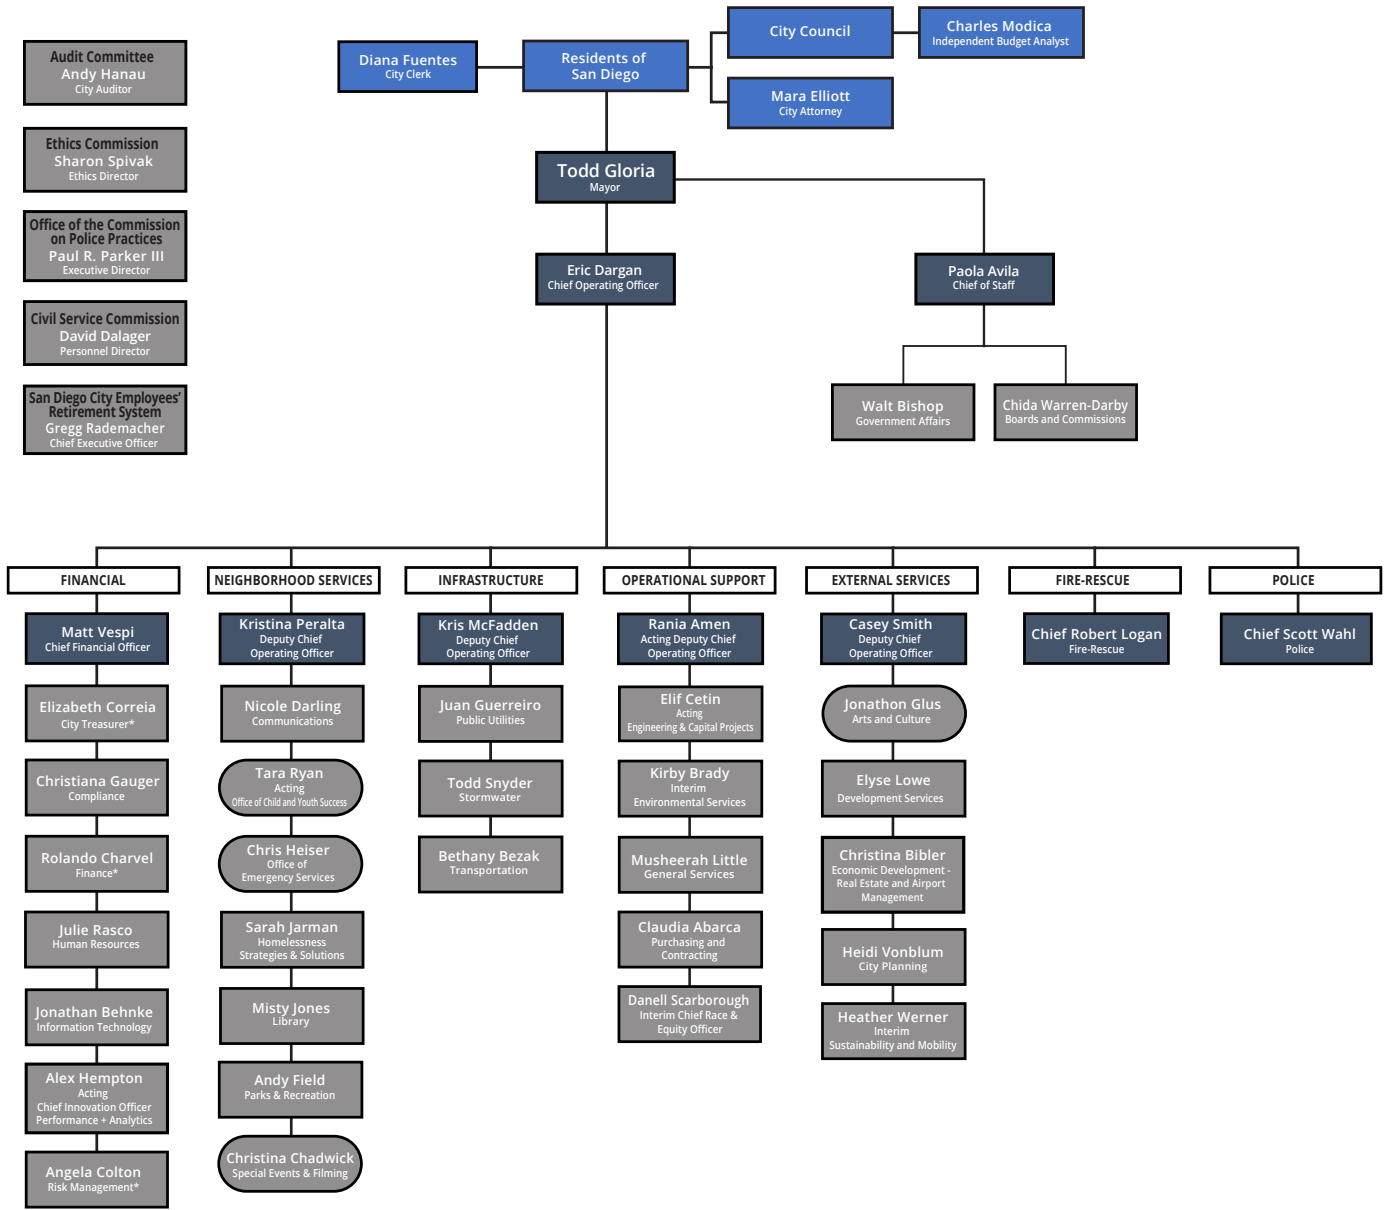 Audit Committee
Andy Hanau
City Auditor
Ethics Commission
Sharon Spivak
Ethics Director
Office of the Commission
on Police Practices
Paul R. Parker III
Executive Director
Civil Service Commission
David Dalager
Personnel Director
San Diego City Employees'
Retirement System
Gregg Rademacher
Chief Executive Officer
Diana Fuentes
City Clerk
Residents of
San Diego
City Council
Charles Modica
Independent Budget Analyst
Mara Elliott
City Attorney
Todd Gloria
Mayor
Eric Dargan
Chief Operating Officer
Paola Avila
Chief of Staff
Walt Bishop
Government Affairs
Chida Warren-Darby
Boards and Commissions
FINANCIAL
Matt Vespi
Chief Financial Officer
Elizabeth Correia
City Treasurer*
Christiana Gauger
Compliance
Rolando Charvel
Finance*
Julie Rasco
Human Resources
Jonathan Behnke
Information Technology
Alex Hempton
Acting
Chief Innovation Officer
Performance + Analytics
Angela Colton
Risk Management*
NEIGHBORHOOD SERVICES
Kristina Peralta
Deputy Chief
Operating Officer
Nicole Darling
Communications
Tara Ryan
Acting
Office of Child and Youth Success
Chris Heiser
Office of
Emergency Services
Sarah Jarman
Homelessness
Strategies & Solutions
Misty Jones
Library
Andy Field
Parks & Recreation
Christina Chadwick
Special Events & Filming
INFRASTRUCTURE
Kris McFadden
Deputy Chief
Operating Officer
Juan Guerreiro
Public Utilities
Todd Snyder
Stormwater
Bethany Bezak
Transportation
OPERATIONAL SUPPORT
Rania Amen
Acting Deputy Chief
Operating Officer
Elif Cetin
Acting
Engineering & Capital Projects
Kirby Brady
Interim
Environmental Services
Musheerah Little
General Services
Claudia Abarca
Purchasing and
Contracting
Danell Scarborough
Interim Chief Race &
Equity Officer
EXTERNAL SERVICES
Casey Smith
Deputy Chief
Operating Officer
Jonathon Glus
Arts and Culture
Elyse Lowe
Development Services
Christina Bibler
Economic Development -
Real Estate and Airport
Management
Heidi Vonblum
City Planning
Heather Werner
Interim
Sustainability and Mobility
FIRE-RESCUE
Chief Robert Logan
Fire-Rescue
POLICE
Chief Scott Wahl
Police